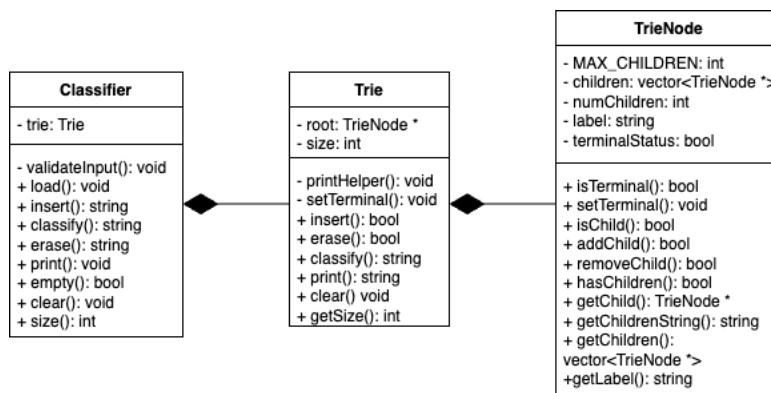 Classifier
- trie: Trie
- validateInput(): void
+ load(): void
+ insert(): string
+ classify(): string
+ erase(): string
+ print(): void
+ empty(): bool
+ clear(): void
+ size(): int
Trie
- root: TrieNode *
- size: int
- printHelper(): void
- setTerminal(): void
+ insert(): bool
+ erase(): bool
+ classify(): string
+ print(): string
+ clear() void
+ getSize(): int
TrieNode
- MAX_CHILDREN: int
- children: vector<TrieNode *>
- numChildren: int
- label: string
- terminalStatus: bool
+ isTerminal(): bool
+ setTerminal(): void
+ isChild(): bool
+ addChild(): bool
+ removeChild(): bool
+ hasChildren(): bool
+ getChild(): TrieNode *
+ getChildrenString(): string
+ getChildren():
vector<TrieNode *>
+getLabel(): string